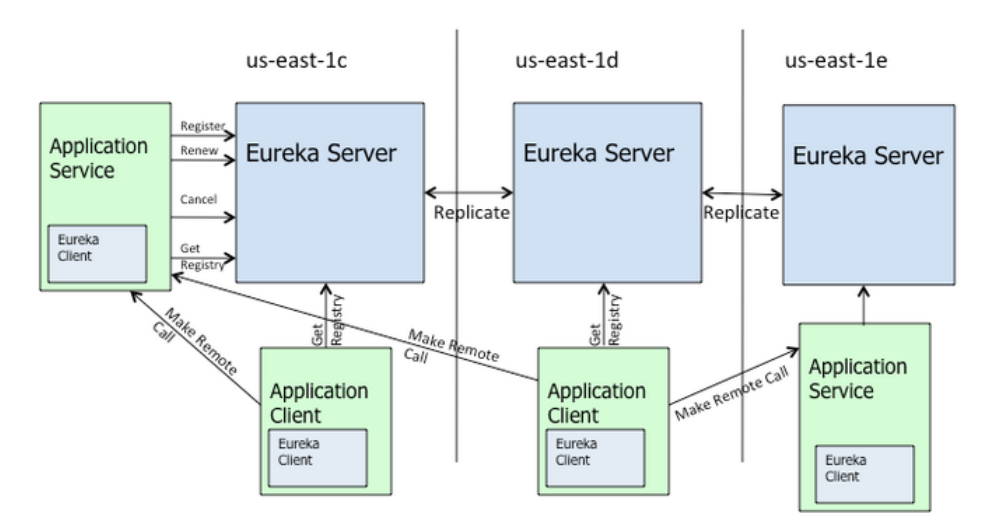 us-east-1c
us-east-1d
us-east-1e
Application
Service
Eureka
Client
Register
Renew
Cancel
Get
Registry
Eureka Server
Replicate
Eureka Server
Replicate
Eureka Server
Make Remote
Call
Get
Registry
Make Remote
Call
Get
Registry
Make Remote Call
Application
Client
Eureka
Client
Application
Client
Eureka
Client
Application
Service
Eureka
Client